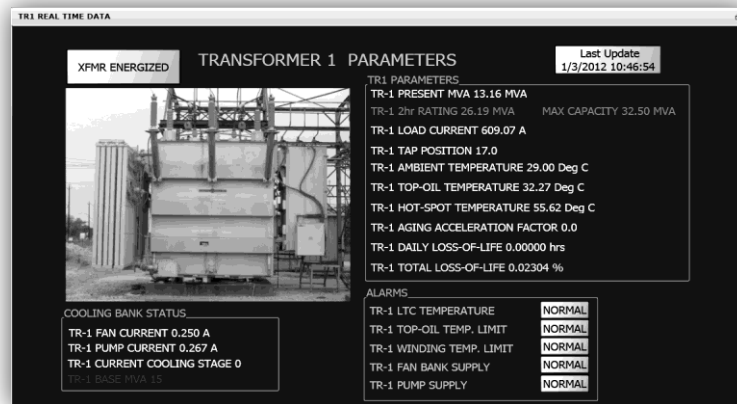 TR1 REAL TIME DATA
XFMR ENERGIZED
TRANSFORMER 1 PARAMETERS
Last Update
1/3/2012 10:46:54
TR1 PARAMETERS
TR-1 PRESENT MVA 13.16 MVA
TR-1 2hr RATING 26.19 MVA MAX CAPACITY 32.50 MVA
TR-1 LOAD CURRENT 609.07 A
TR-1 TAP POSITION 17.0
TR-1 AMBIENT TEMPERATURE 29.00 Deg C
TR-1 TOP-OIL TEMPERATURE 32.27 Deg C
TR-1 HOT-SPOT TEMPERATURE 55.62 Deg C
TR-1 AGING ACCELERATION FACTOR 0.0
TR-1 DAILY LOSS-OF-LIFE 0.00000 hrs
TR-1 TOTAL LOSS-OF-LIFE 0.02304 %
COOLING BANK STATUS
TR-1 FAN CURRENT 0.250 A
TR-1 PUMP CURRENT 0.267 A
TR-1 CURRENT COOLING STAGE 0
TR-1 BASE MVA 15
ALARMS
TR-1 LTC TEMPERATURE NORMAL
TR-1 TOP-OIL TEMP. LIMIT NORMAL
TR-1 WINDING TEMP. LIMIT NORMAL
TR-1 FAN BANK SUPPLY NORMAL
TR-1 PUMP SUPPLY NORMAL